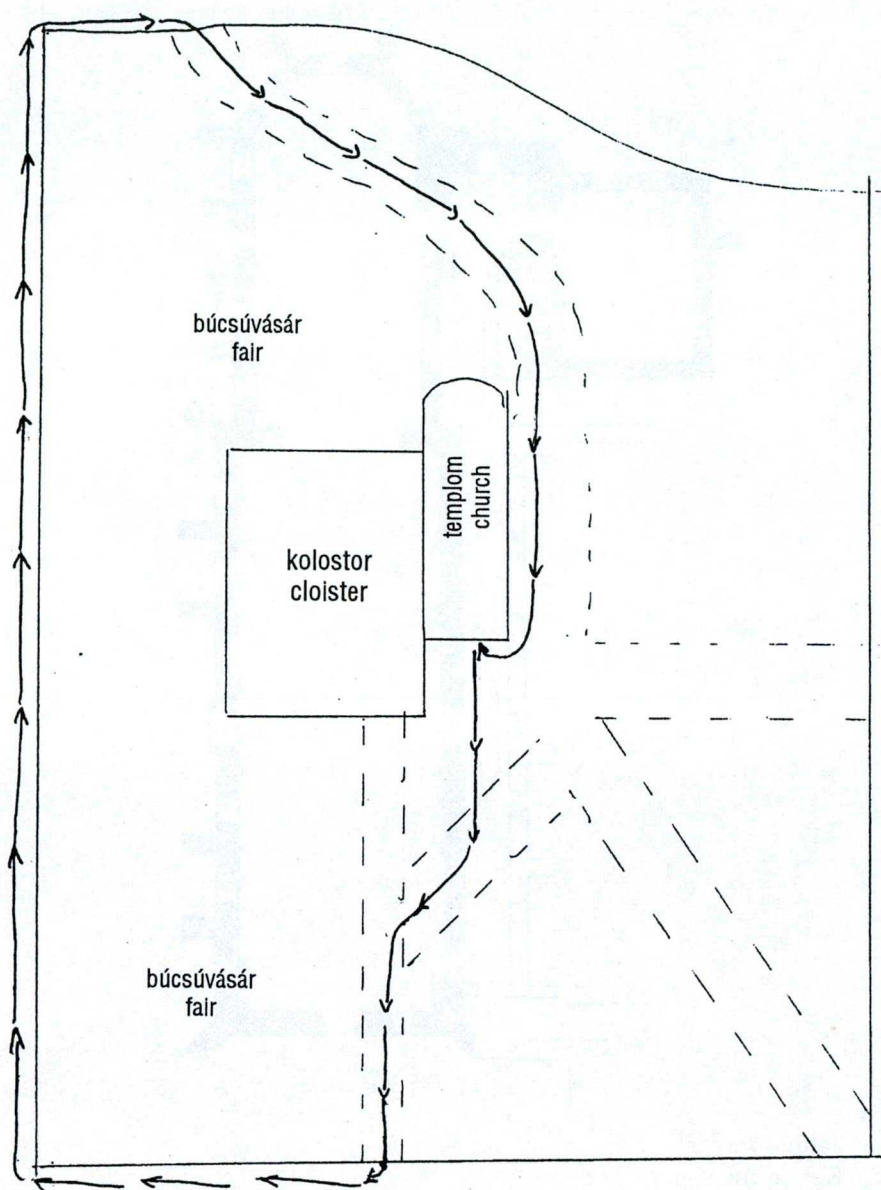 búcsúvásár
fair
templom
church
kolostor
cloister
búcsúvásár
fair